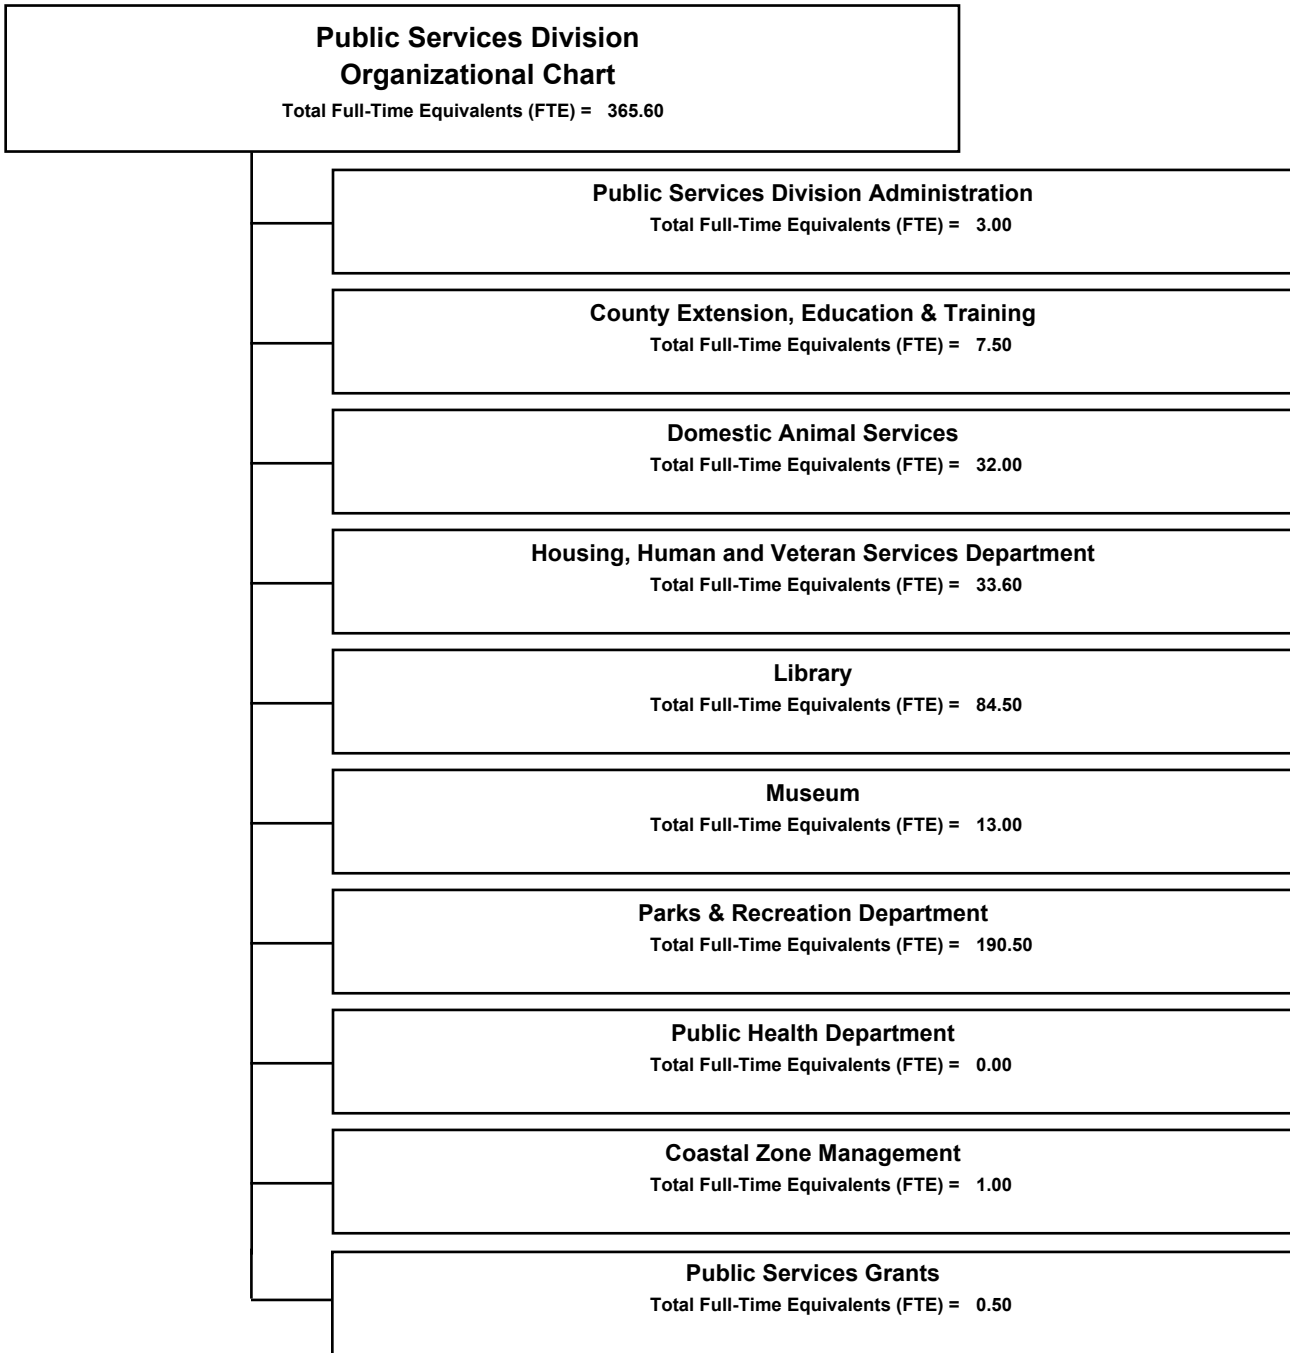 Public Services Division
Organizational Chart
Total Full-Time Equivalents (FTE) = 365.60
Public Services Division Administration
Total Full-Time Equivalents (FTE) = 3.00
County Extension, Education & Training
Total Full-Time Equivalents (FTE) = 7.50
Domestic Animal Services
Total Full-Time Equivalents (FTE) = 32.00
Housing, Human and Veteran Services Department
Total Full-Time Equivalents (FTE) = 33.60
Library
Total Full-Time Equivalents (FTE) = 84.50
Museum
Total Full-Time Equivalents (FTE) = 13.00
Parks & Recreation Department
Total Full-Time Equivalents (FTE) = 190.50
Public Health Department
Total Full-Time Equivalents (FTE) = 0.00
Coastal Zone Management
Total Full-Time Equivalents (FTE) = 1.00
Public Services Grants
Total Full-Time Equivalents (FTE) = 0.50